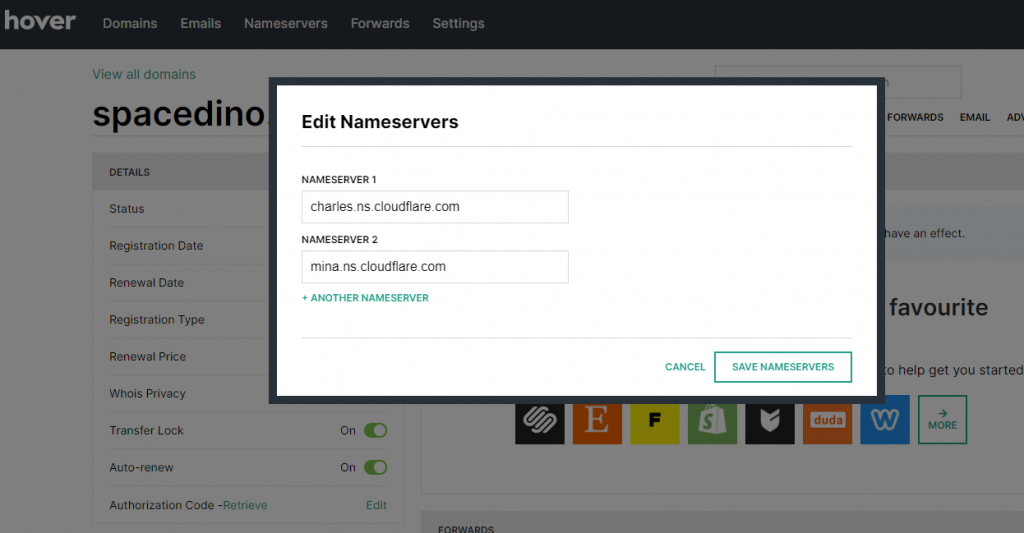 hover
Domains
Emails
Nameservers
Forwards
Settings
View all domains
spacedino.
FORWARDS
EMAIL
DETAILS
Status
Registration Date
Renewal Date
Registration Type
Renewal Price
Whois Privacy
Transfer Lock
On
Auto-renew
On
Authorization Code -Retrieve
Edit
Edit Nameservers
NAMESERVER 1
charles.ns.cloudflare.com
NAMESERVER 2
mina.ns.cloudflare.com
+ ANOTHER NAMESERVER
CANCEL
SAVE NAMESERVERS
have an effect.
favourite
to help get you started
E
F
duda
→
MORE
FORWARDS